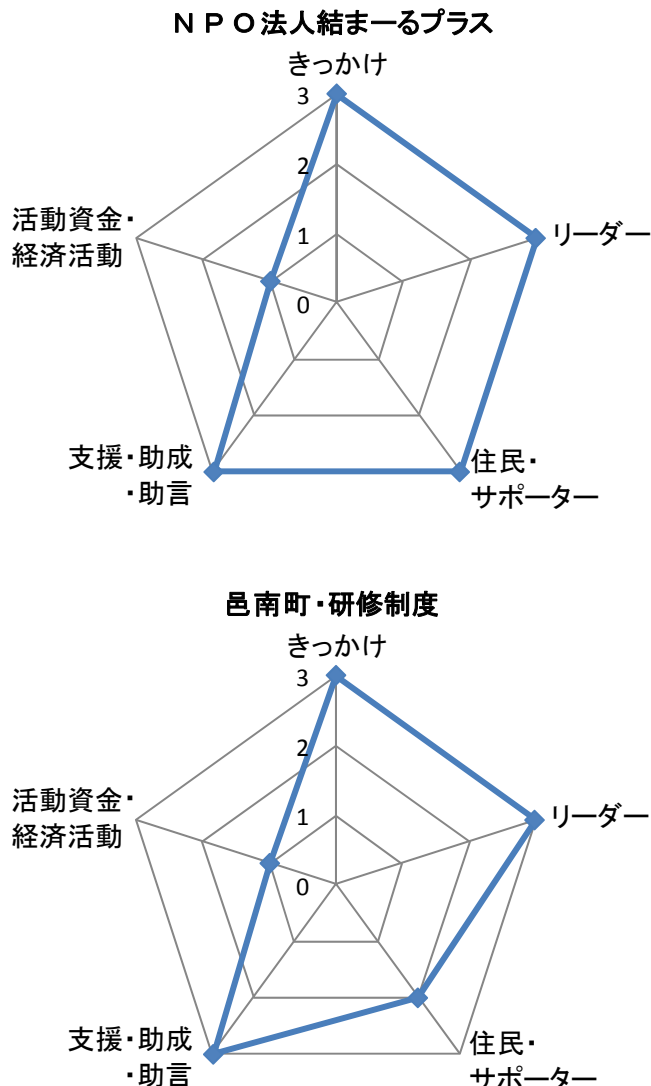 ＮＰＯ法人結まーるプラス
きっかけ
3
2
1
0
リーダー
住民・
サポーター
支援・助成
・助言
活動資金・
経済活動
邑南町・研修制度
きっかけ
3
2
1
0
リーダー
住民・
サポーター
支援・助成
・助言
活動資金・
経済活動